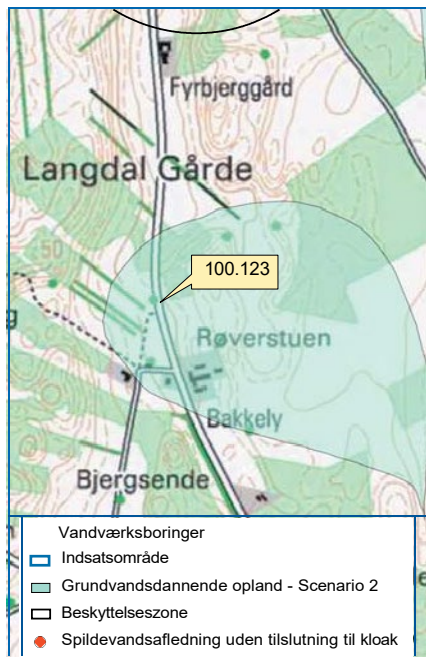 Fyrbjerggård
Langdal Gårde
50
100.123
g
Røverstuen
Bakkely
Bjergsende
Vandværksboringer
Indsatsområde
Grundvandsdannende opland - Scenario 2
Beskyttelseszone
Spildevandsafledning uden tilslutning til kloak